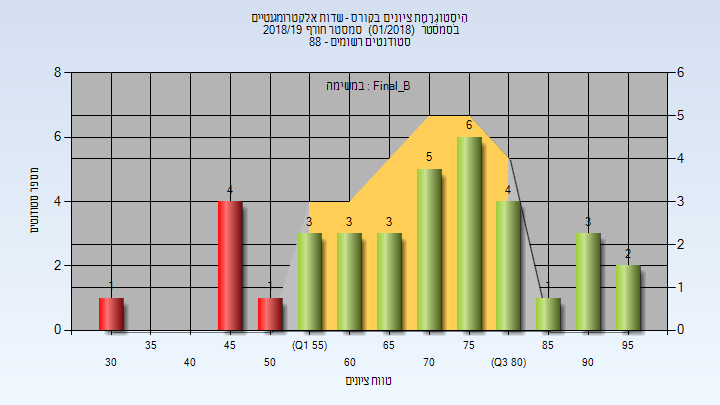 היסטוגרמת ציונים בקורס - שדות אלקטרומגנטיים
בסמסטר (01/2018) סמסטר חורף 2018/19
סטודנטים רשומים - 88
במשימה : Final_B
8 6 4 2 0
מספר סטודנטים
6 5 4 3 2 1 0
1 4 1 3 3 3 5 6 4 1 3 2
35 45 (Q1 55) 65 75 85 95
30 40 50 60 70 (Q3 80) 90
טווח ציונים